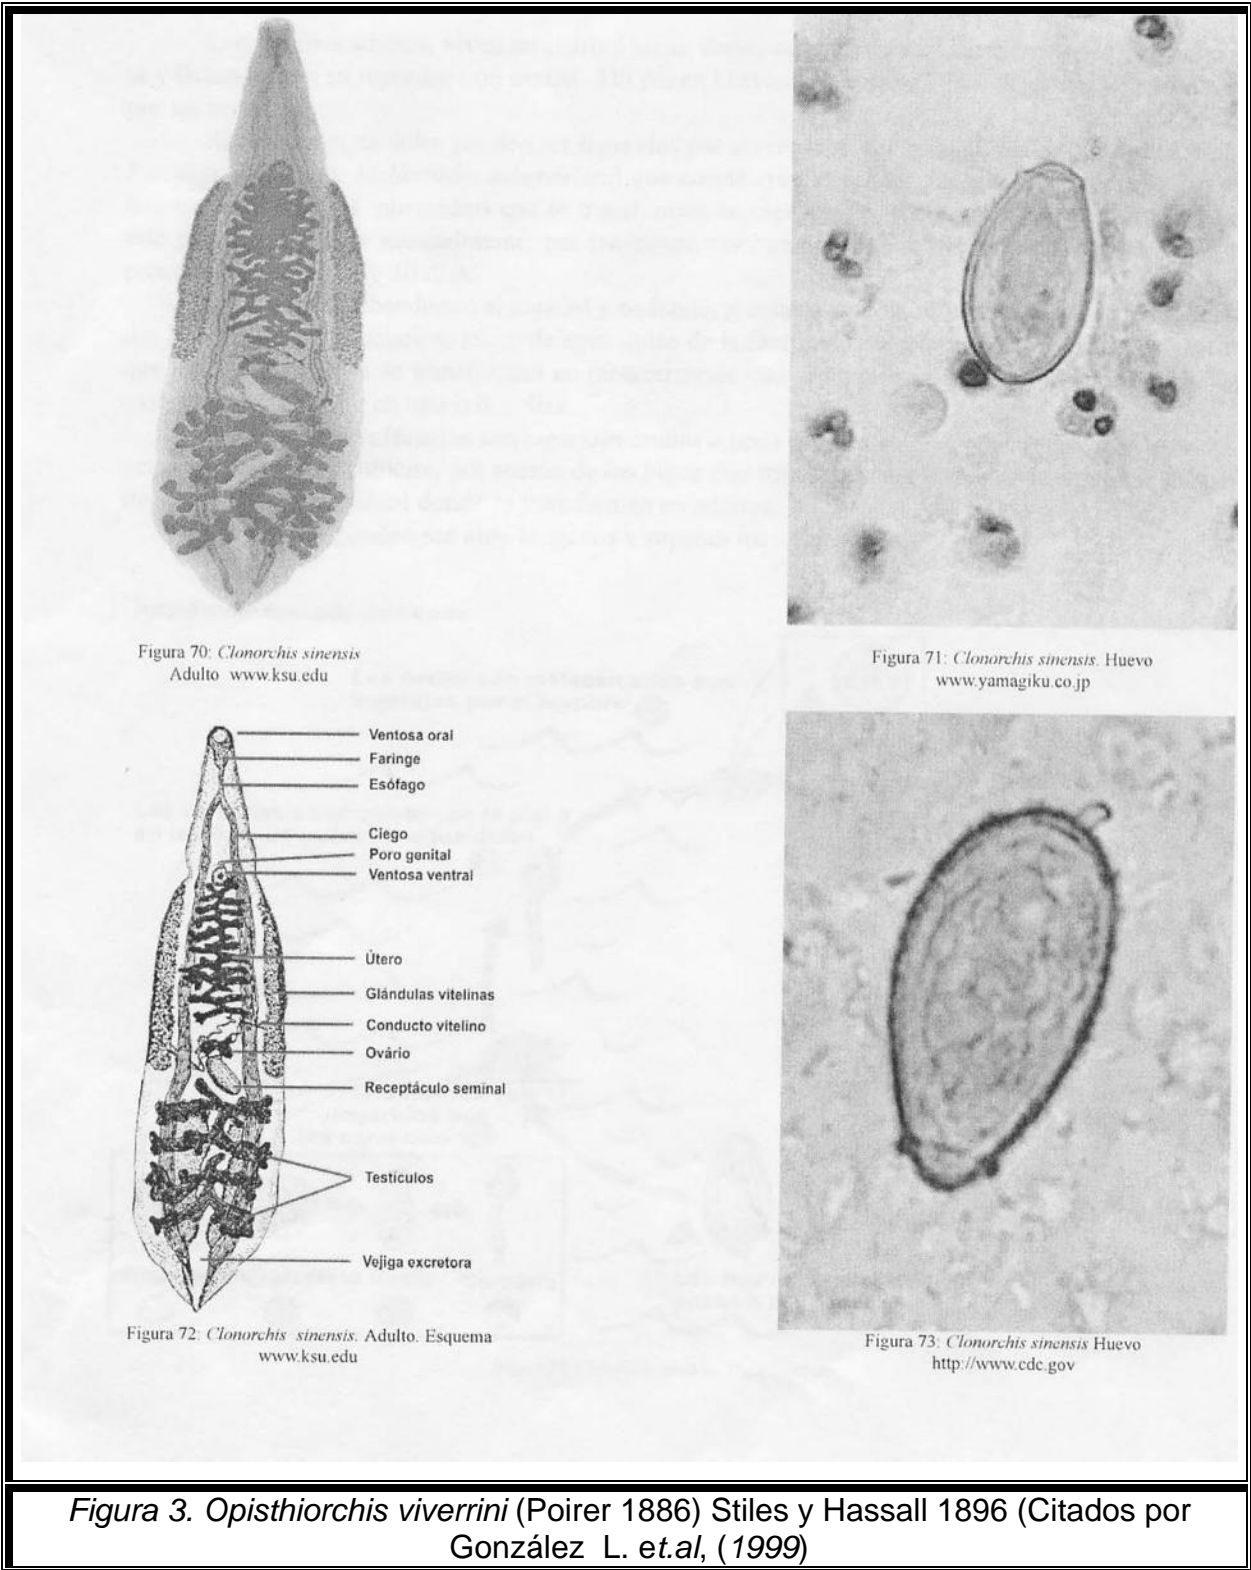 Figura 70: Clonorchis sinensis
Adulto www.ksu.edu
Figura 71: Clonorchis sinensis. Huevo
www.yamagiku.co.jp
Ventosa oral
Faringe
Esófago
Ciego
Poro genital
Ventosa ventral
Útero
Glándulas vitelinas
Conducto vitelino
Ovário
Receptáculo seminal
Testículos
Vejiga excretora
Figura 72: Clonorchis sinensis. Adulto. Esquema
www.ksu.edu
Figura 73: Clonorchis sinensis Huevo
http://www.cdc.gov
Figura 3. Opisthiorchis viverrini (Poirer 1886) Stiles y Hassall 1896 (Citados por
González L. et.al, (1999)